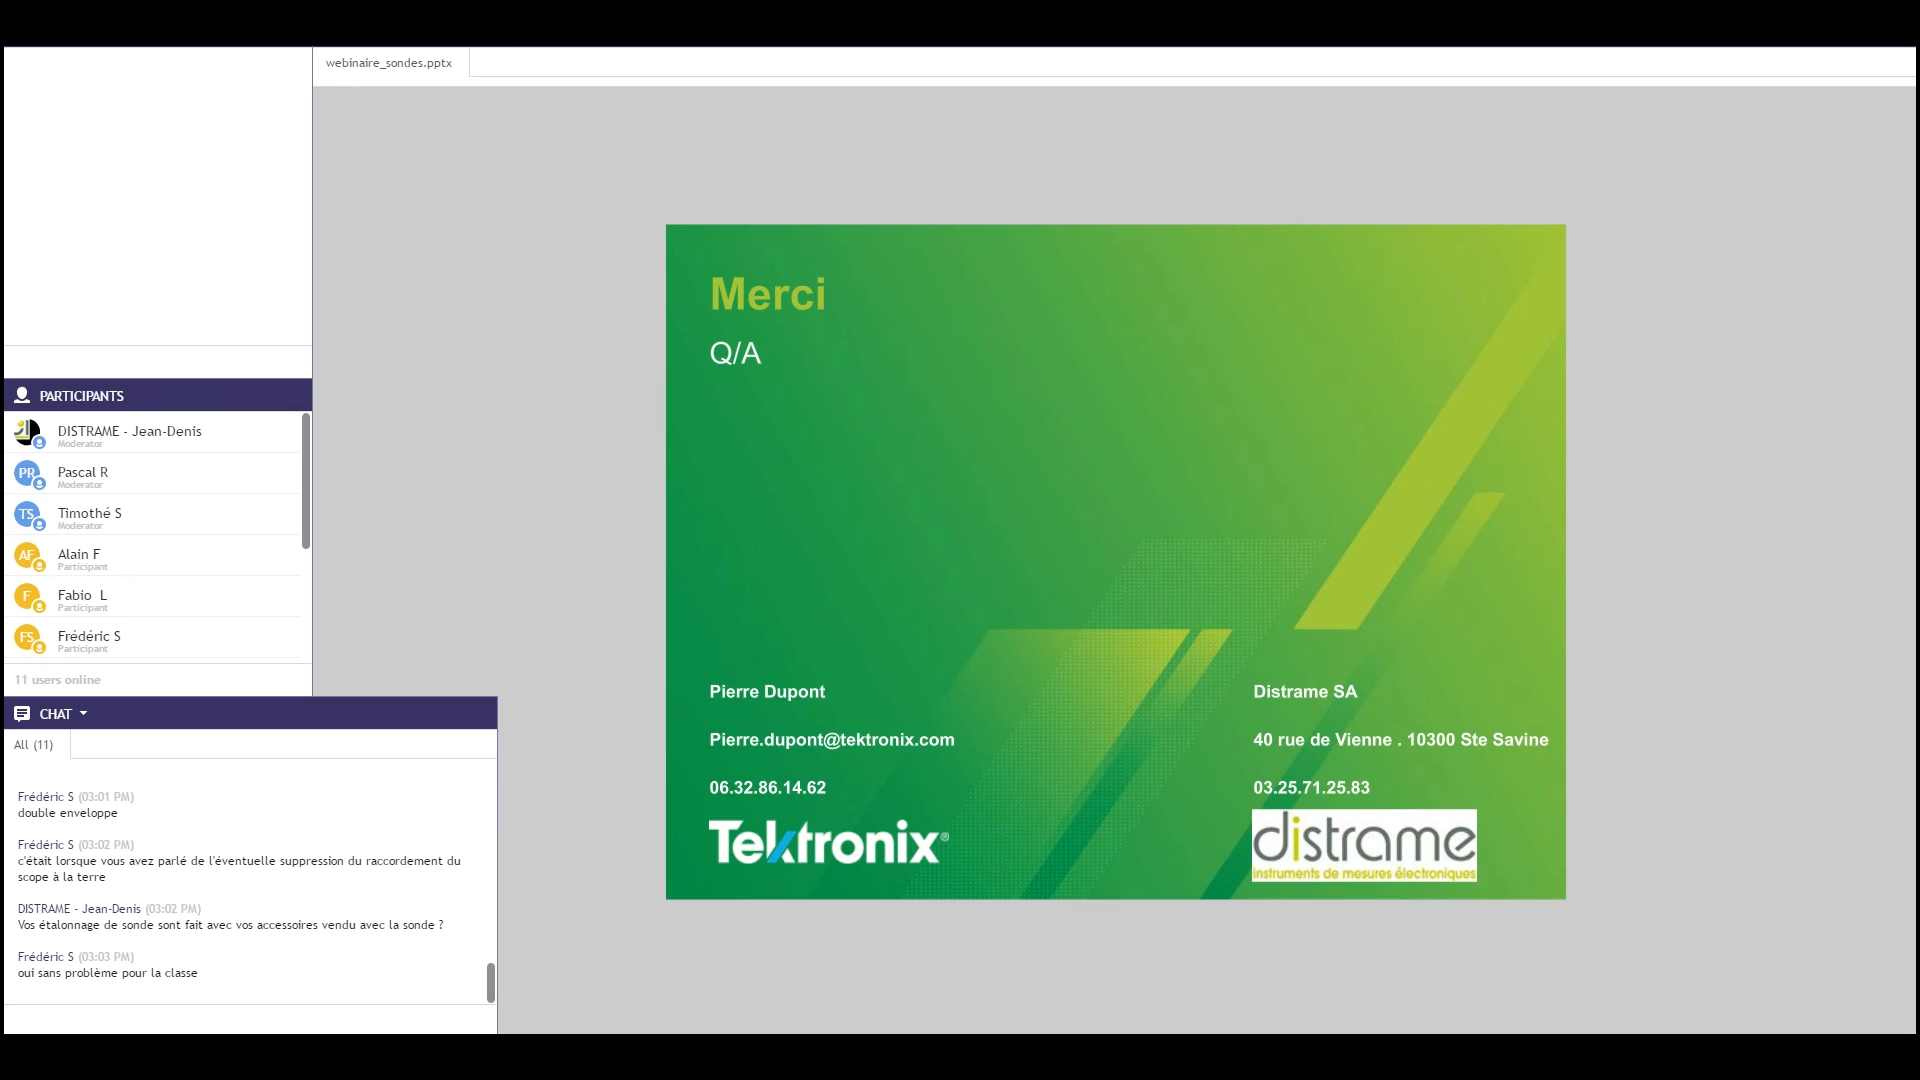 webinaire_sondes.pptx
PARTICIPANTS
DISTRAME - Jean-Denis
Moderator
PR
Pascal R
Moderator
TS
Timothé S
Moderator
AF
Alain F
Participant
F
Fabio L
Participant
FS
Frédéric S
Participant
11 users online
CHAT
All (11)
Frédéric S (03:01 PM)
double enveloppe
Frédéric S (03:02 PM)
c'était lorsque vous avez parlé de l'éventuelle suppression du raccordement du
scope à la terre
DISTRAME - Jean-Denis (03:02 PM)
Vos étalonnage de sonde sont fait avec vos accessoires vendu avec la sonde ?
Frédéric S (03:03 PM)
oui sans problème pour la classe
Merci
Q/A
Pierre Dupont
Pierre.dupont@tektronix.com
06.32.86.14.62
Tektronix®
Distrame SA
40 rue de Vienne . 10300 Ste Savine
03.25.71.25.83
distrame
instruments de mesures électroniques